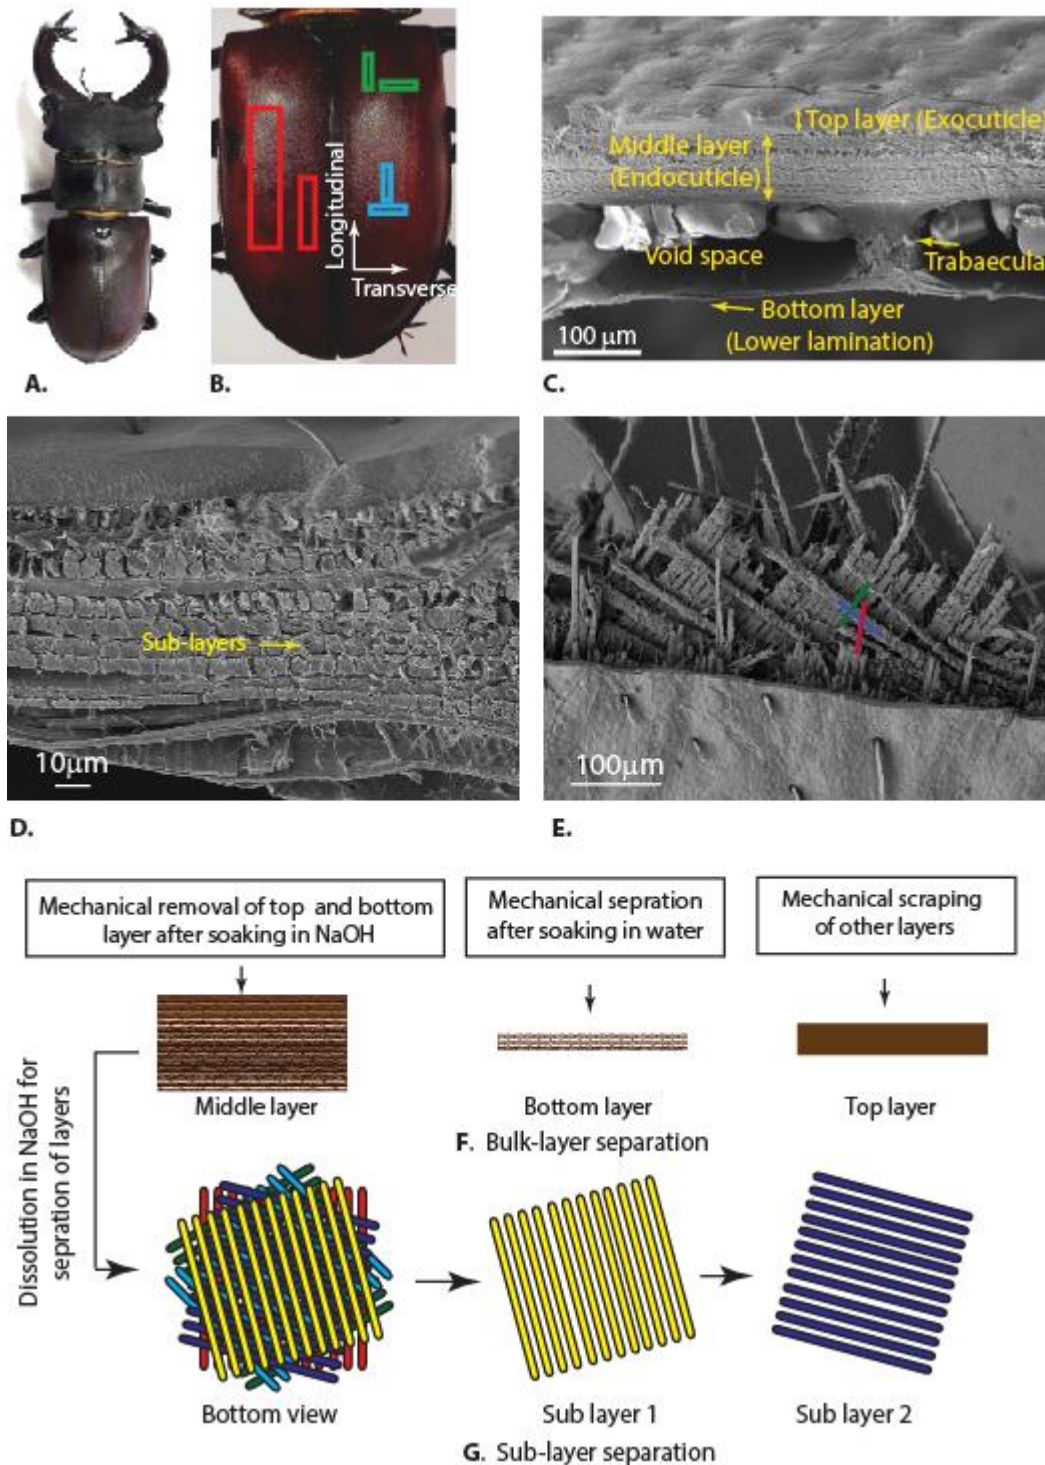 A.
Longitudinal
Transverse
B.
Top layer (Exocuticle)
Middle layer
(Endocuticle)
Void space
Trabaecula
Bottom layer
(Lower lamination)
100 μm
C.
Sub-layers
10μm
D.
100μm
E.
Mechanical removal of top and bottom
layer after soaking in NaOH
Mechanical sepration
after soaking in water
Mechanical scraping
of other layers
Middle layer
Bottom layer
Top layer
F. Bulk-layer separation
Dissolution in NaOH for
sepration of layers
Bottom view
Sub layer 1
Sub layer 2
G. Sub-layer separation